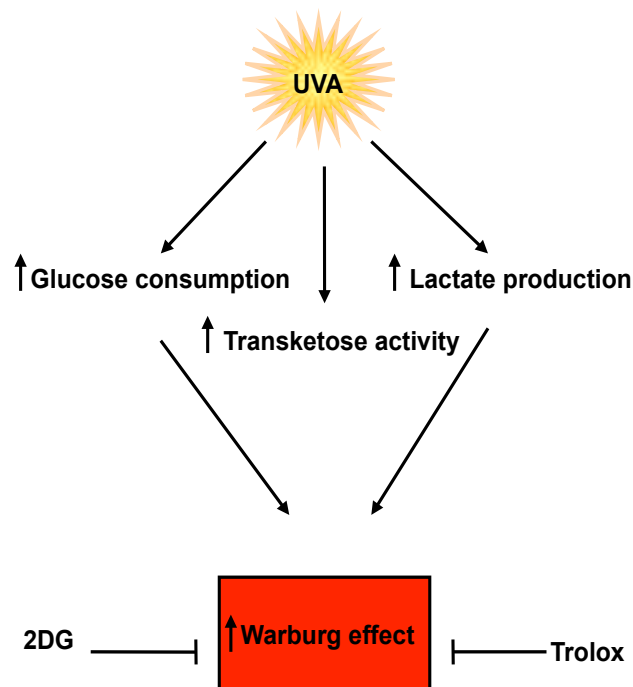 UVA
↑ Glucose consumption
↑ Lactate production
↑ Transketose activity
↑ Warburg effect
2DG
Trolox